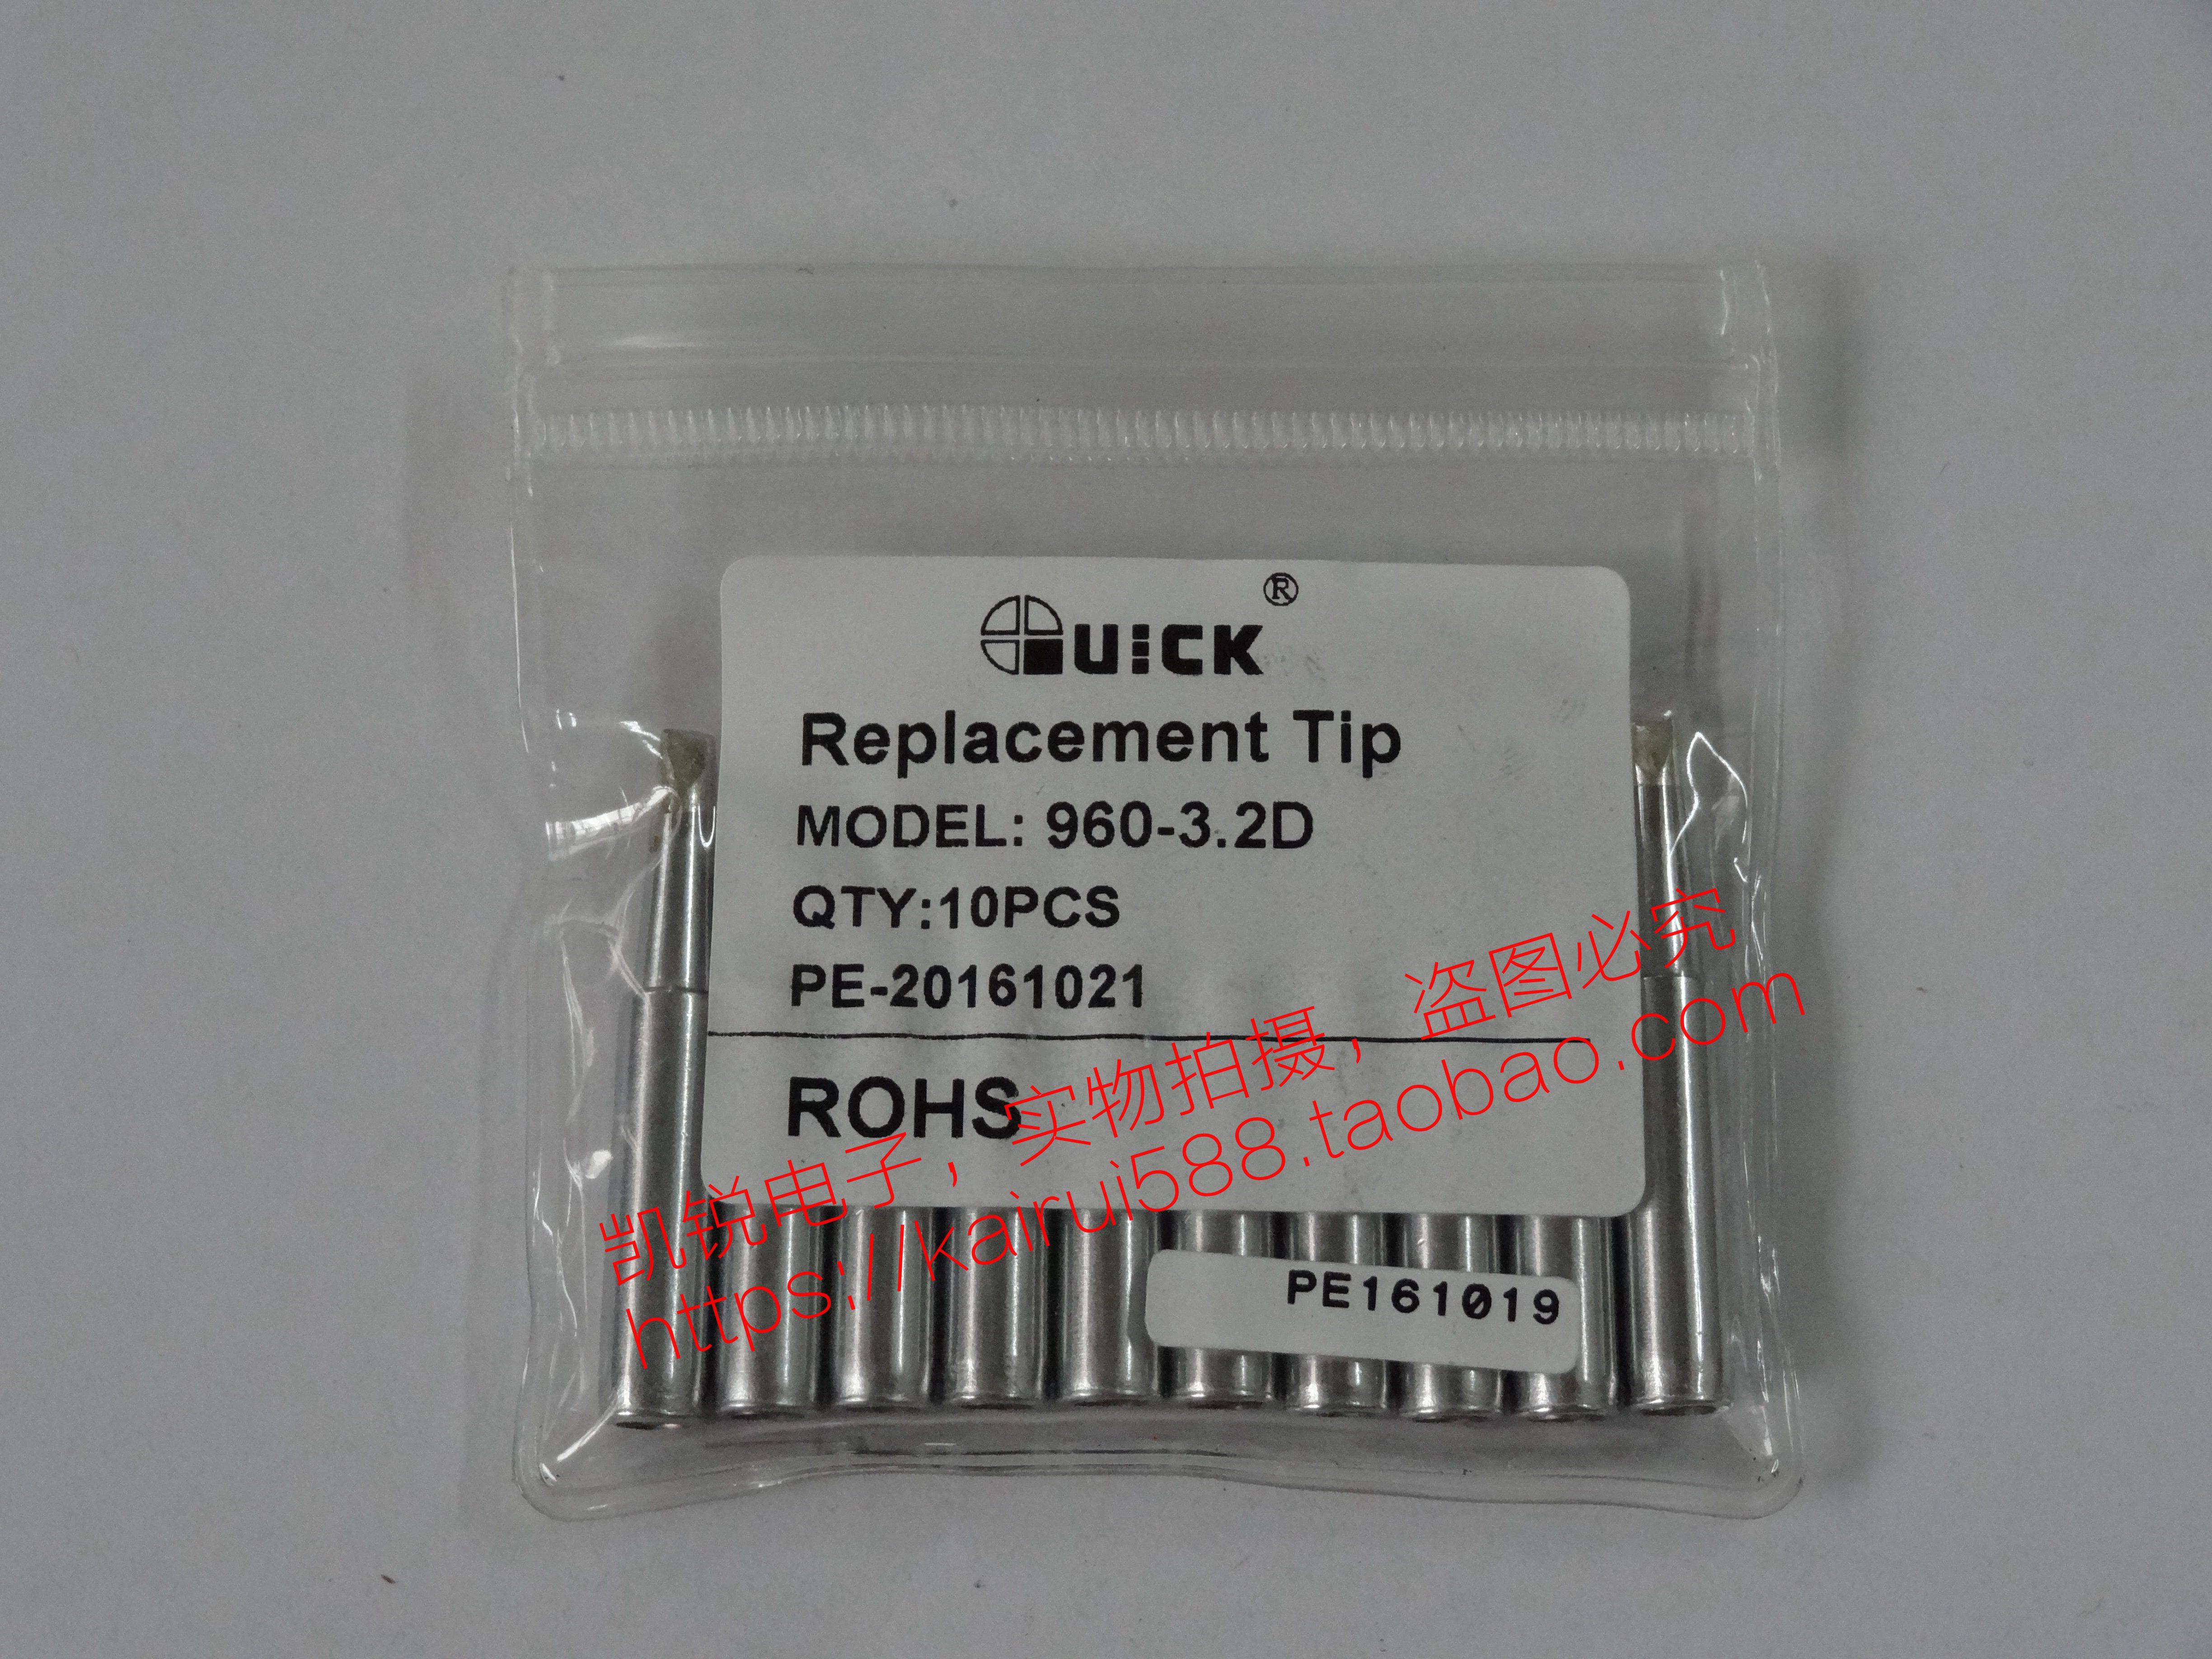 QUICK®
Replacement Tip
MODEL: 960-3.2D
QTY:10PCS
PE-20161021
ROHS
凯锐电子，实物拍摄，盗图必究
https://kairui588.taobao.com
PE161019